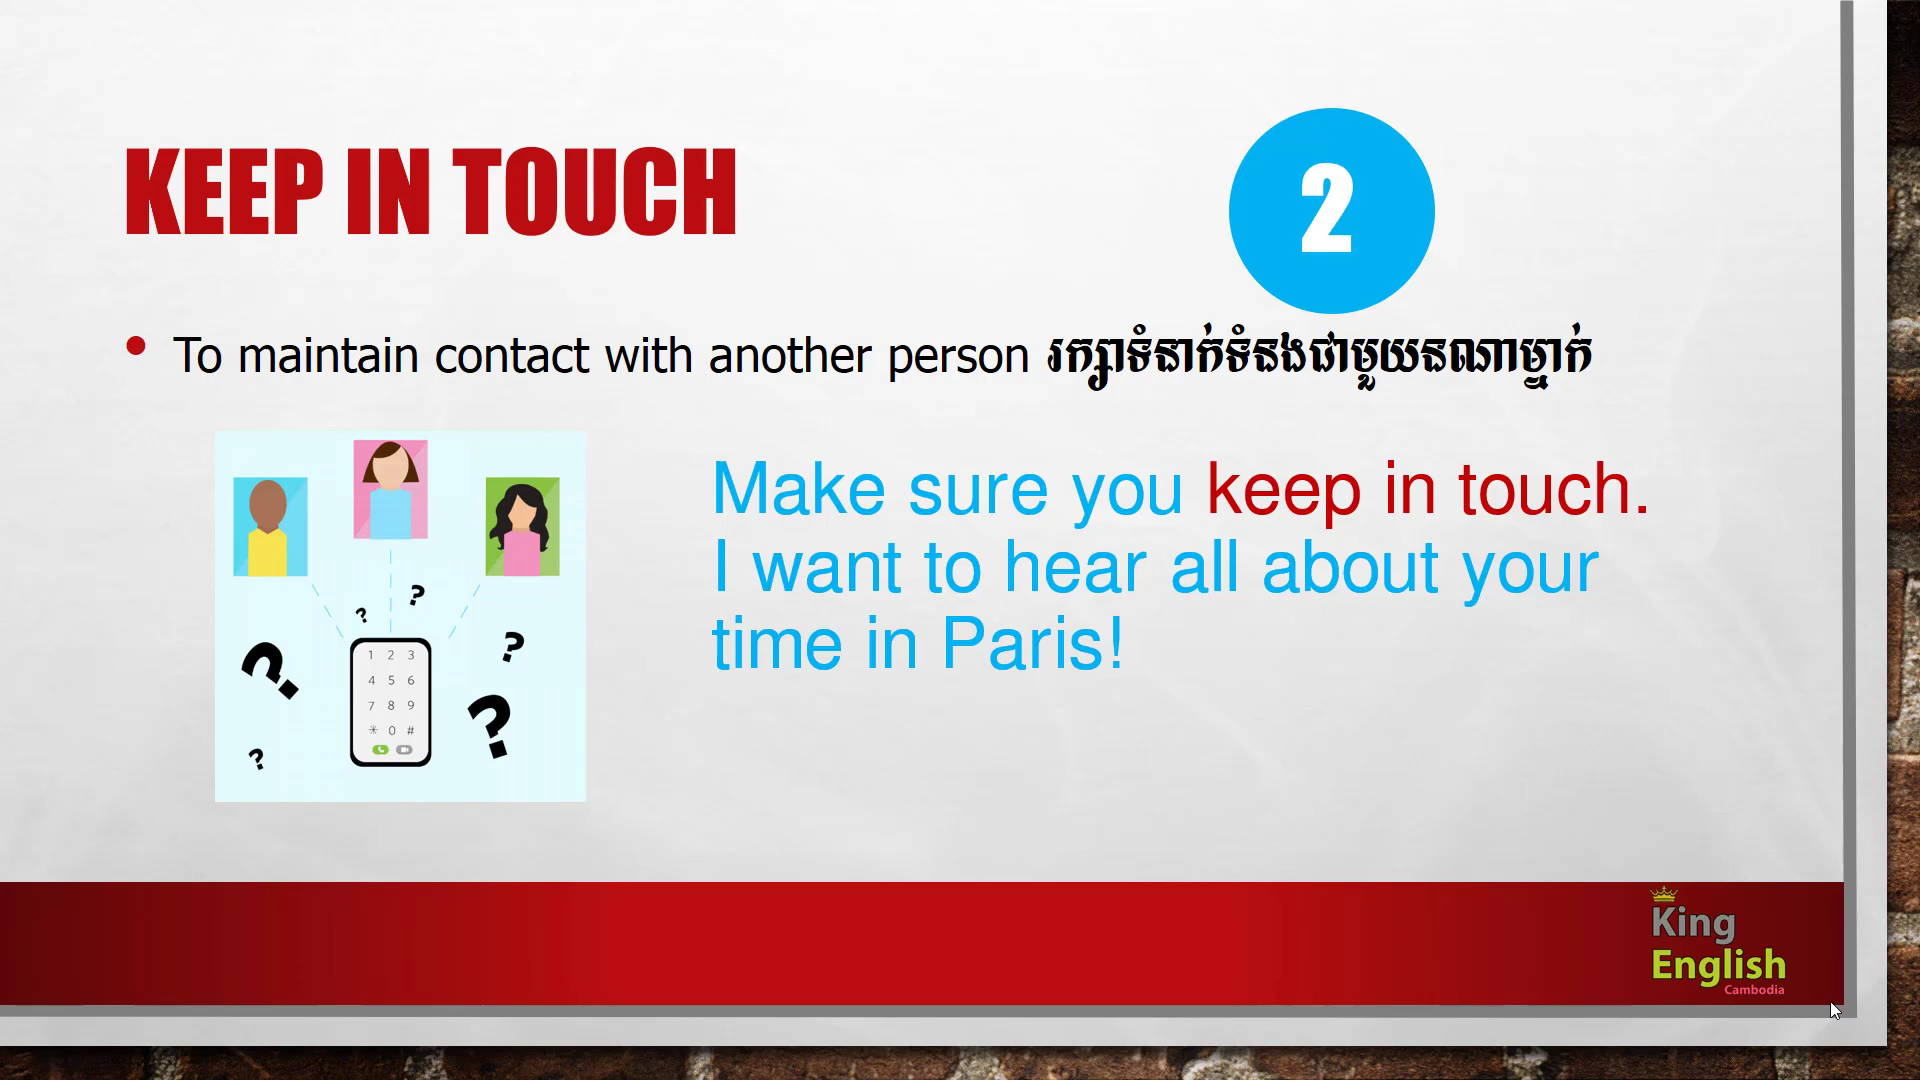 KEEP IN TOUCH
2
• To maintain contact with another person រក្សាទំនាក់ទំនងជាមួយនណាម្នាក់
Make sure you keep in touch.
I want to hear all about your
time in Paris!
?
?
?
?
?
?
1 2 3
4 5 6
7 8 9
* 0 #
King
English
Cambodia